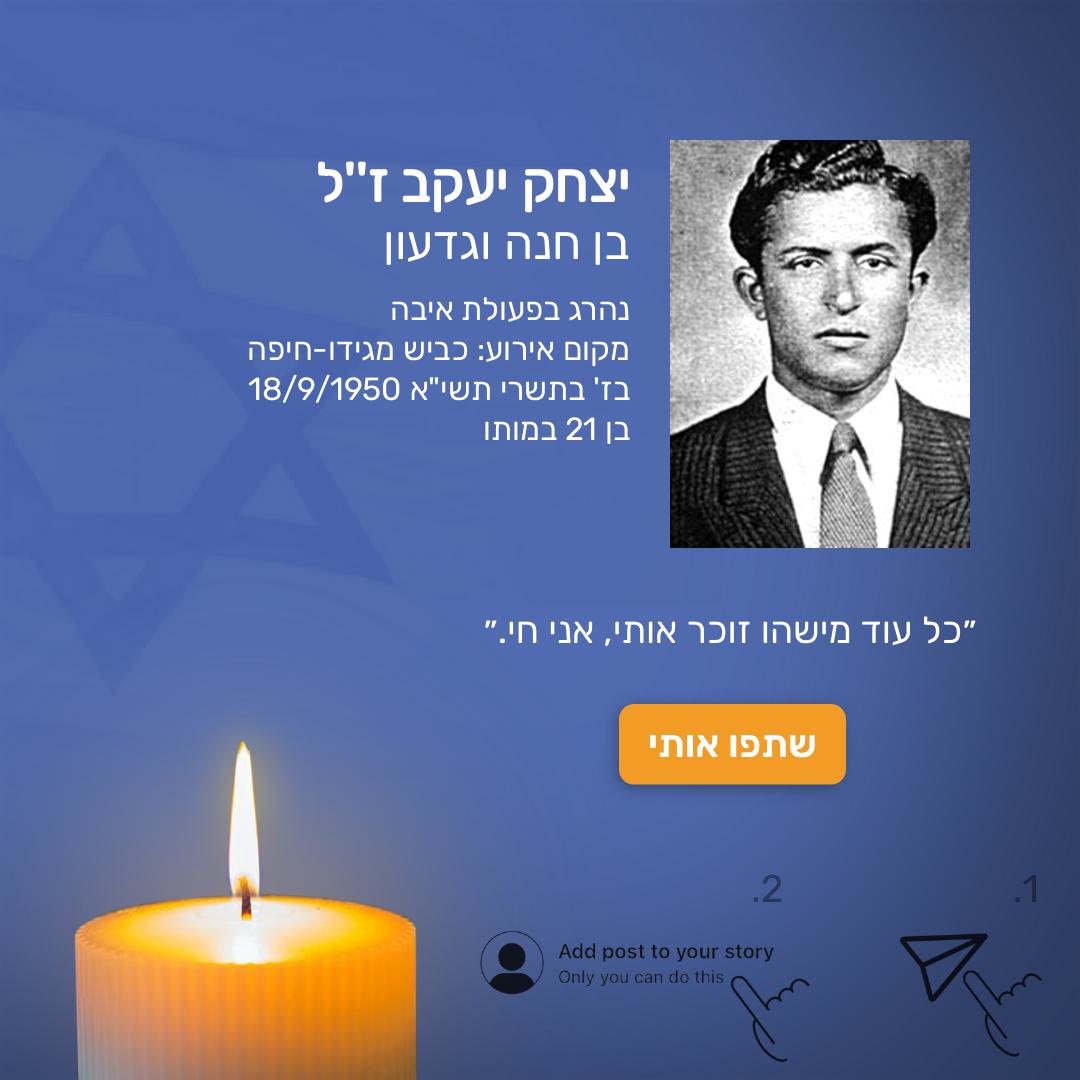 יצחק יעקב ז"ל
בן חנה וגדעון
נהרג בפעולת איבה
מקום אירוע: כביש מגידו-חיפה
בז' בתשרי תשי"א 18/9/1950
בן 21 במותו
״כל עוד מישהו זוכר אותי, אני חי.״
שתפו אותי
1.
2.
Add post to your story
Only you can do this